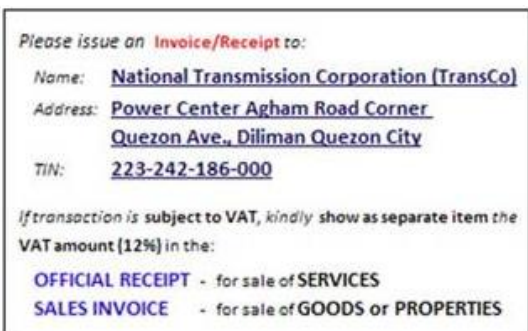 Please issue an Invoice/Receipt to:
Name: National Transmission Corporation (TransCo)
Address: Power Center Agham Road Corner
Quezon Ave., Diliman Quezon City
TIN: 223-242-186-000
If transaction is subject to VAT, kindly show as separate item the
VAT amount (12%) in the:
OFFICIAL RECEIPT - for sale of SERVICES
SALES INVOICE - for sale of GOODS or PROPERTIES